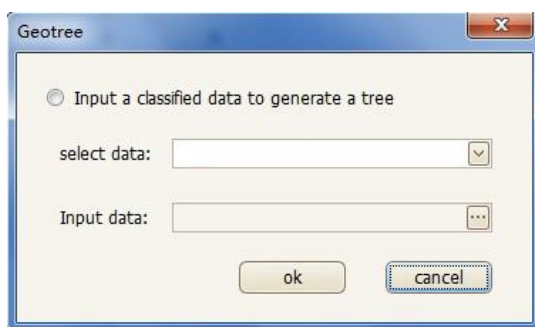 Geotree
Input a classified data to generate a tree
select data:
Input data:
ok
cancel